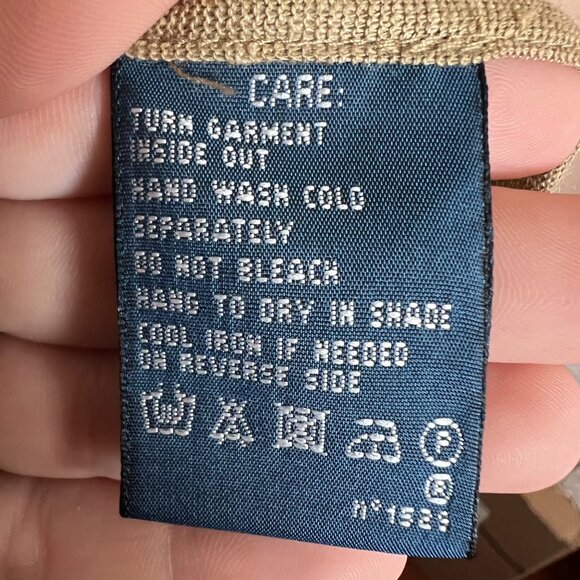 CARE:
TURN GARMENT
INSIDE OUT
HAND WASH COLD
SEPARATELY
DO NOT BLEACH
HANG TO DRY IN SHADE
COOL IRON IF NEEDED
ON REVERSE SIDE
P